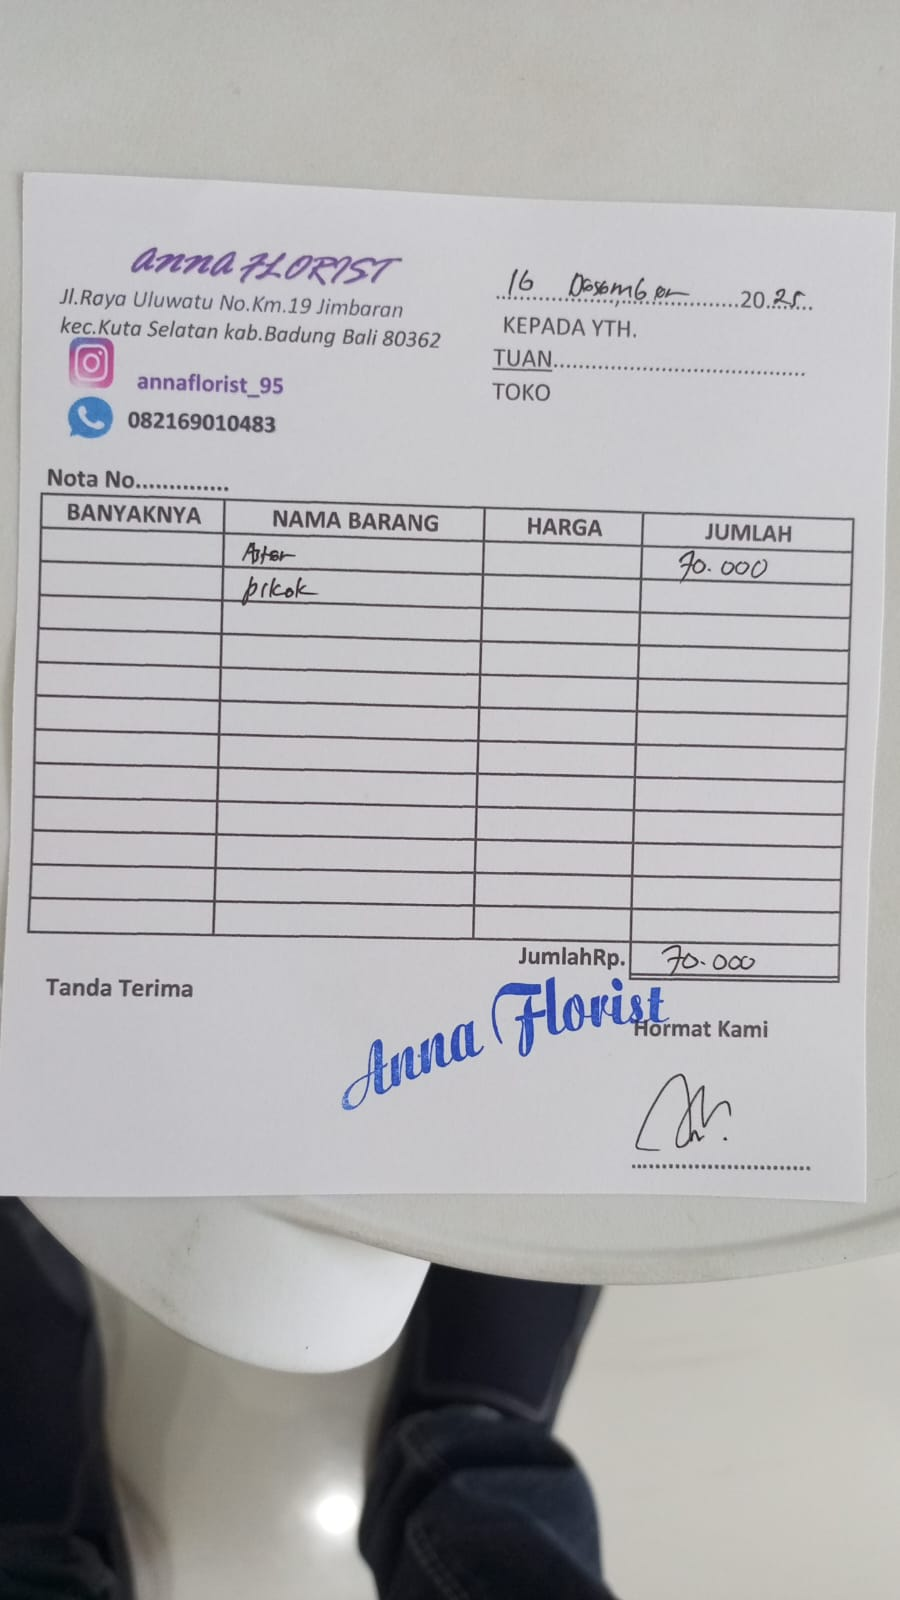 Anna Florist
Jl.Raya Uluwatu No.Km.19 Jimbaran
kec.Kuta Selatan kab.Badung Bali 80362
annaflorist_95
082169010483
16 Desember 2025
KEPADA YTH.
TUAN
TOKO
Nota No..............
BANYAKNYA NAMA BARANG HARGA JUMLAH
Aster 70.000
pikok
JumlahRp. 70.000
Tanda Terima
Anna Florist
Hormat Kami